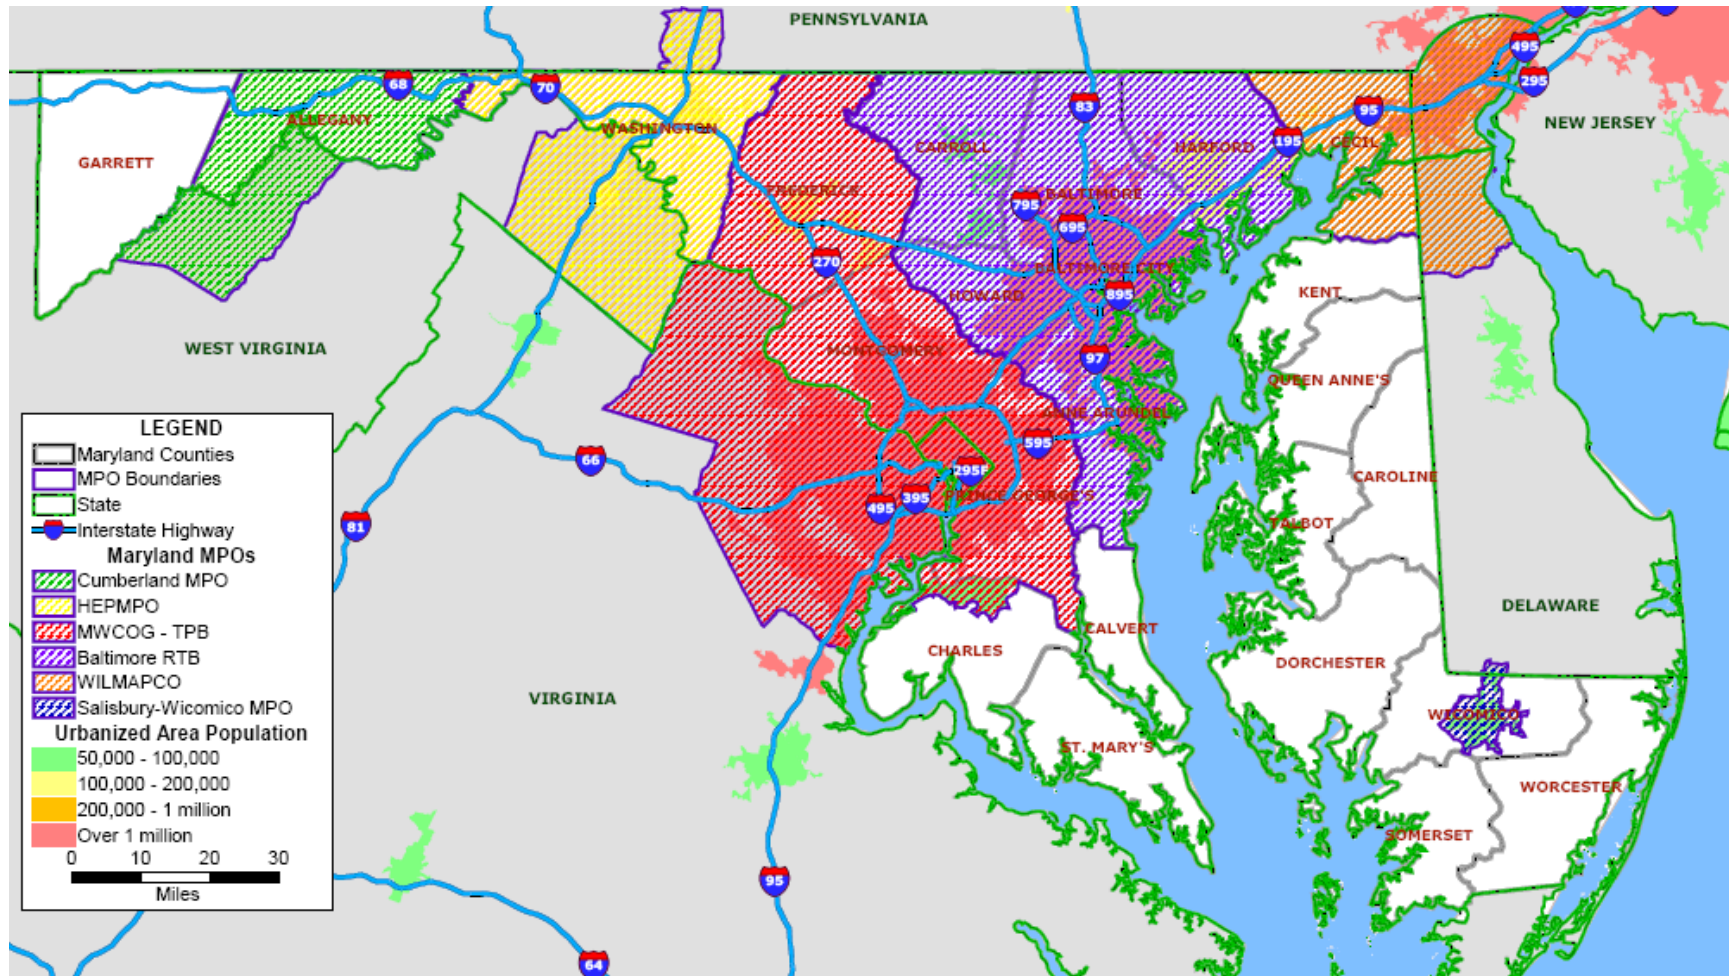 PENNSYLVANIA
NEW JERSEY
WEST VIRGINIA
VIRGINIA
DELAWARE
GARRETT
ALLEGANY
WASHINGTON
FREDERICK
CARROLL
BALTIMORE
HARFORD
CECIL
BALTIMORE CITY
HOWARD
MONTGOMERY
ANNE ARUNDEL
PRINCE GEORGE'S
KENT
QUEEN ANNE'S
CAROLINE
TALBOT
CHARLES
CALVERT
ST. MARY'S
DORCHESTER
WICOMICO
WORCESTER
SOMERSET
68
70
83
95
195
495
295
795
695
270
895
97
595
295F
395
495
66
81
95
64
LEGEND
Maryland Counties
MPO Boundaries
State
Interstate Highway
Maryland MPOs
Cumberland MPO
HEPMPO
MWCOG - TPB
Baltimore RTB
WILMAPCO
Salisbury-Wicomico MPO
Urbanized Area Population
50,000 - 100,000
100,000 - 200,000
200,000 - 1 million
Over 1 million
0 10 20 30
Miles